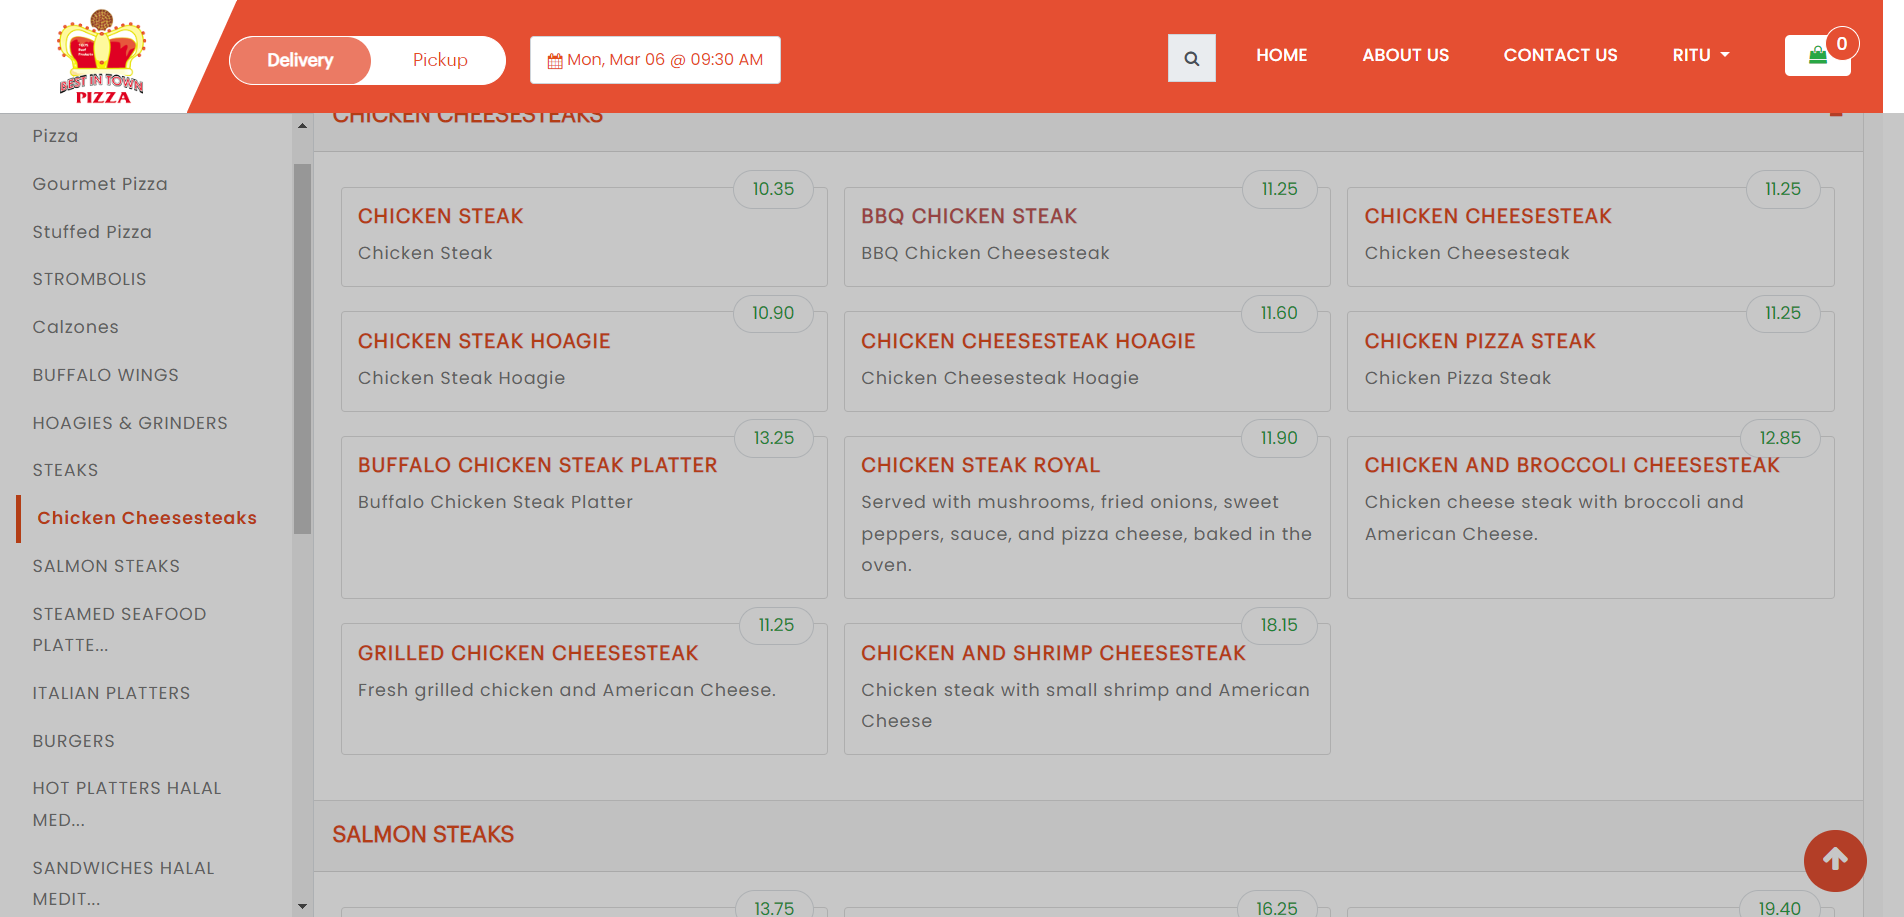 BEST IN TOWN
PIZZA
Delivery
Pickup
Mon, Mar 06 @ 09:30 AM
HOME
ABOUT US
CONTACT US
RITU
0
Pizza
Gourmet Pizza
Stuffed Pizza
STROMBOLIS
Calzones
BUFFALO WINGS
HOAGIES & GRINDERS
STEAKS
Chicken Cheesesteaks
SALMON STEAKS
STEAMED SEAFOOD
PLATTE...
ITALIAN PLATTERS
BURGERS
HOT PLATTERS HALAL
MED...
SANDWICHES HALAL
MEDIT...
CHICKEN CHEESESTEAKS
10.35
CHICKEN STEAK
Chicken Steak
11.25
BBQ CHICKEN STEAK
BBQ Chicken Cheesesteak
11.25
CHICKEN CHEESESTEAK
Chicken Cheesesteak
10.90
CHICKEN STEAK HOAGIE
Chicken Steak Hoagie
11.60
CHICKEN CHEESESTEAK HOAGIE
Chicken Cheesesteak Hoagie
11.25
CHICKEN PIZZA STEAK
Chicken Pizza Steak
13.25
BUFFALO CHICKEN STEAK PLATTER
Buffalo Chicken Steak Platter
11.90
CHICKEN STEAK ROYAL
Served with mushrooms, fried onions, sweet
peppers, sauce, and pizza cheese, baked in the
oven.
12.85
CHICKEN AND BROCCOLI CHEESESTEAK
Chicken cheese steak with broccoli and
American Cheese.
11.25
GRILLED CHICKEN CHEESESTEAK
Fresh grilled chicken and American Cheese.
18.15
CHICKEN AND SHRIMP CHEESESTEAK
Chicken steak with small shrimp and American
Cheese
SALMON STEAKS
13.75
16.25
19.40